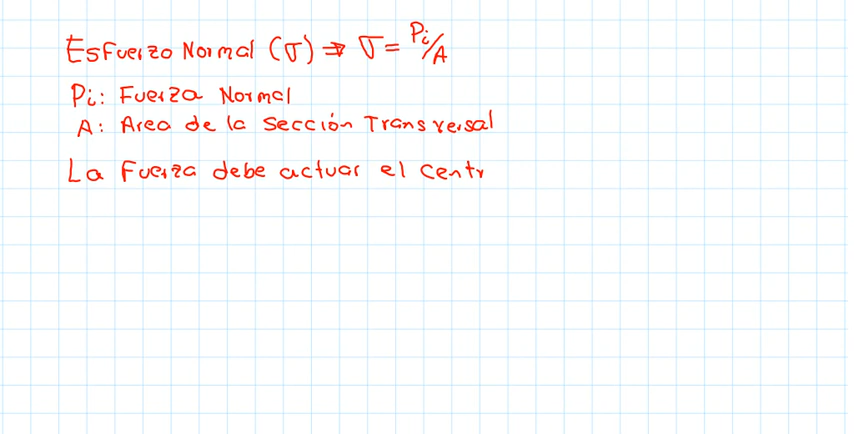 Esfuerzo Normal (σ) ⇒ σ = Pi/A
Pi: Fuerza Normal
A: Area de la sección Transversal
La Fuerza debe actuar el centr